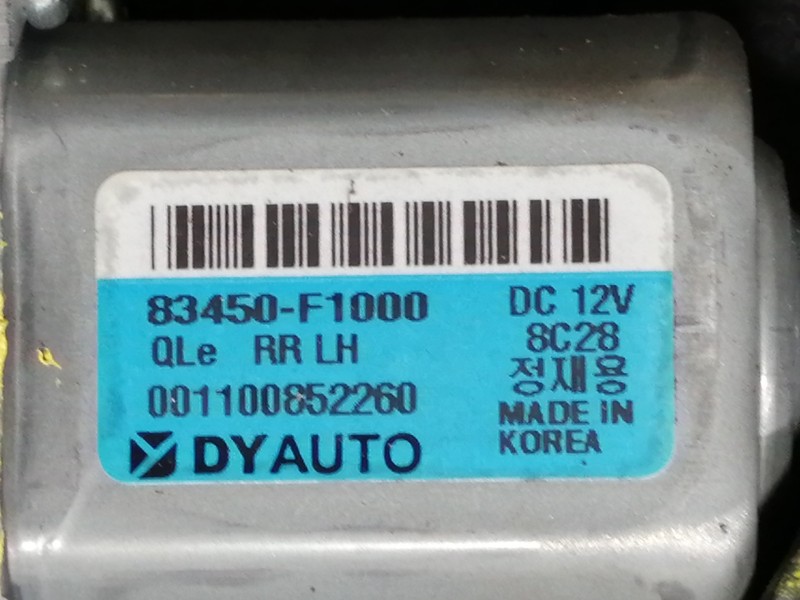 83450-F1000
QLe RR LH
001100852260
DYAUTO
DC 12V
8C28
정재용
MADE iN
KOREA